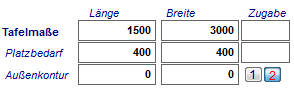 Länge Breite Zugabe
Tafelmaße 1500 3000
Platzbedarf 400 400
Außenkontur 0 0 1 2